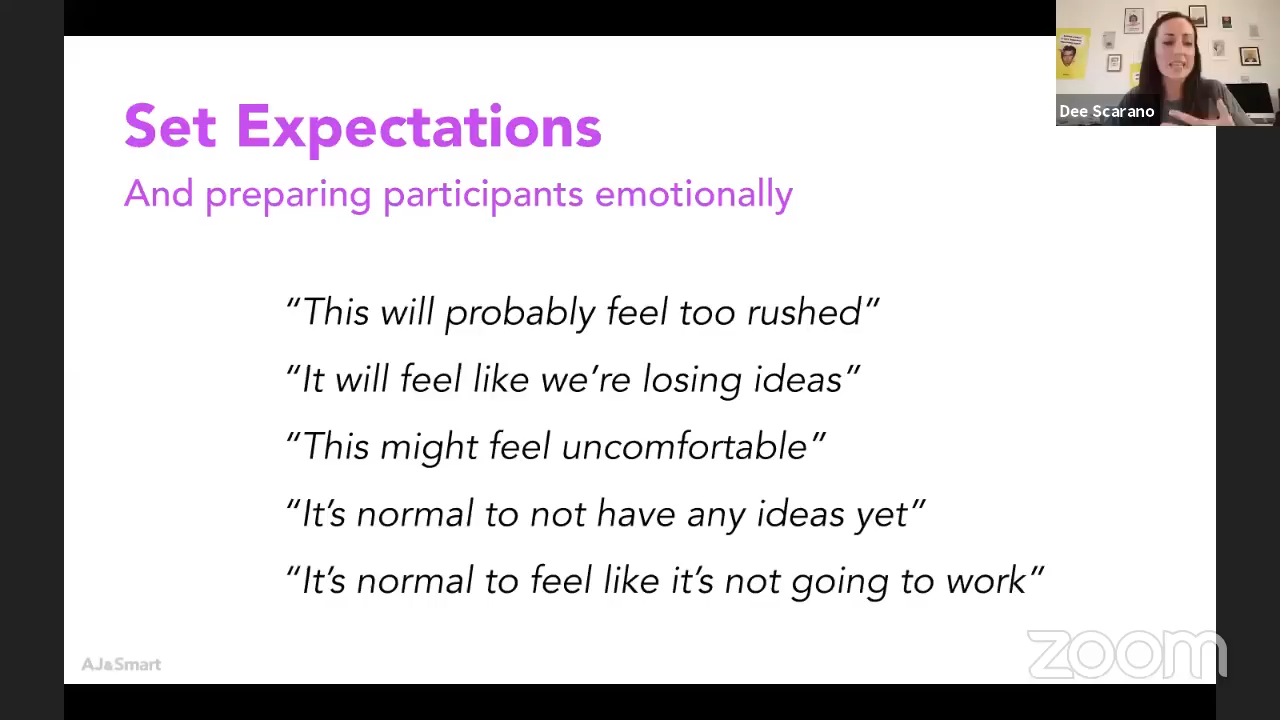 Set Expectations
And preparing participants emotionally
“This will probably feel too rushed”
“It will feel like we’re losing ideas”
“This might feel uncomfortable”
“It’s normal to not have any ideas yet”
“It’s normal to feel like it’s not going to work”
AJ&Smart
zoom
Dee Scarano